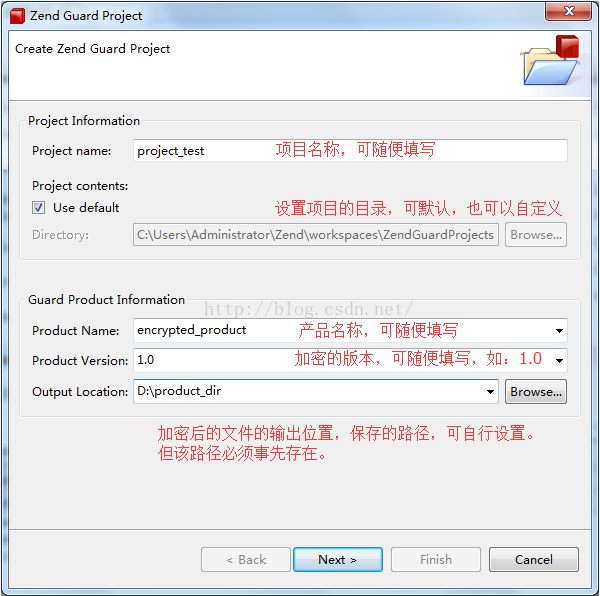 Zend Guard Project
Create Zend Guard Project
Project Information
Project name: project_test 项目名称，可随便填写
Project contents:
Use default 设置项目的目录，可默认，也可以自定义
Directory: C:\Users\Administrator\Zend\workspaces\ZendGuardProjects Browse...
Guard Product Information
http://blog.csdn.net/
Product Name: encrypted_product 产品名称，可随便填写
Product Version: 1.0 加密的版本，可随便填写，如：1.0
Output Location: D:\product_dir Browse...
加密后的文件的输出位置，保存的路径，可自行设置。
但该路径必须事先存在。
< Back Next > Finish Cancel